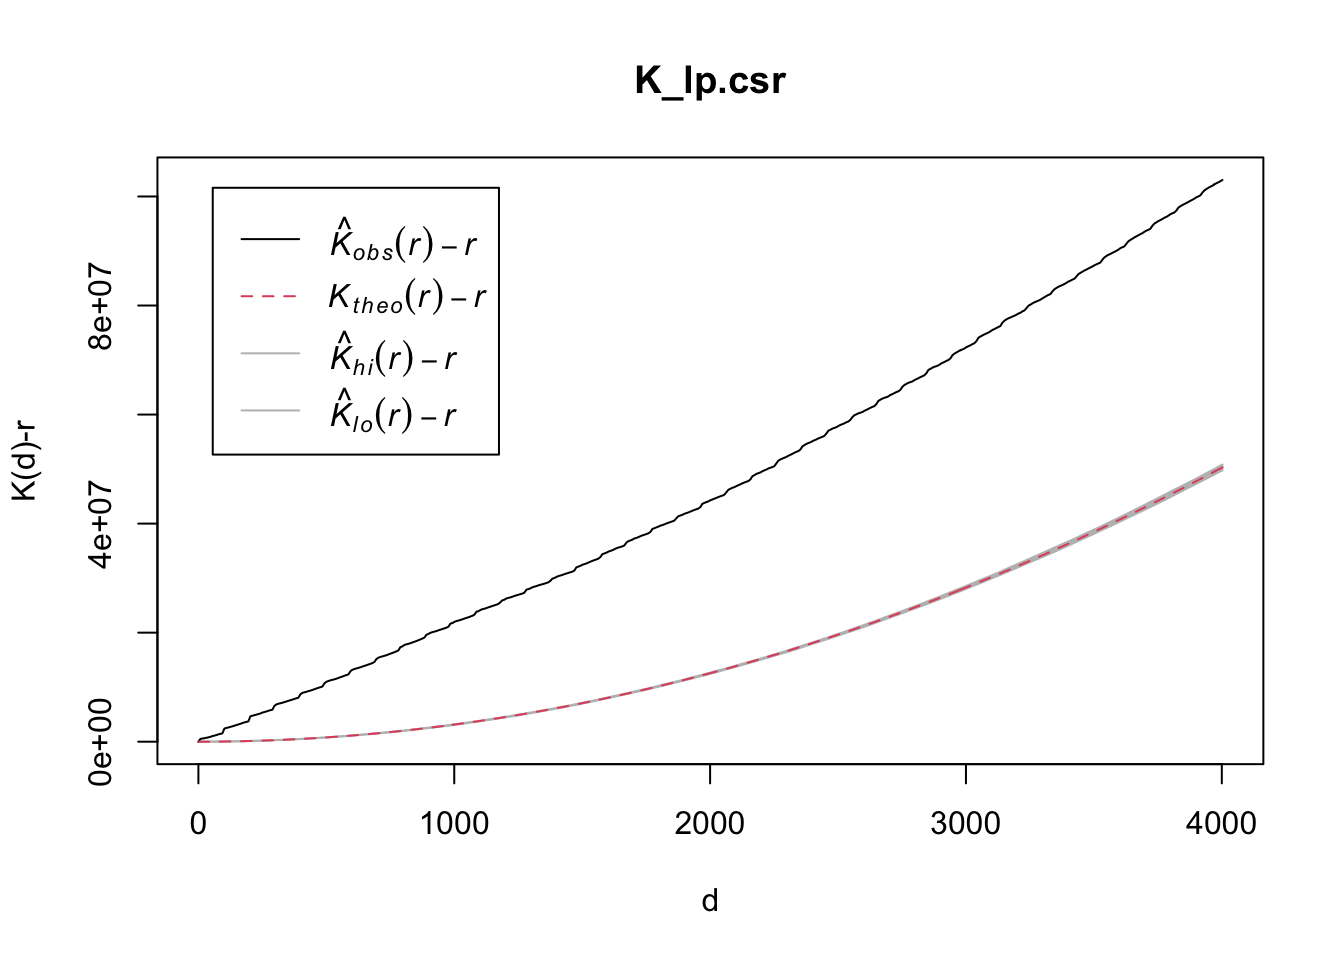 K_lp.csr
K̂obs(r) − r
Ktheo(r) − r
K̂hi(r) − r
K̂lo(r) − r
K(d)-r
8e+07
4e+07
0e+00
0 1000 2000 3000 4000
d